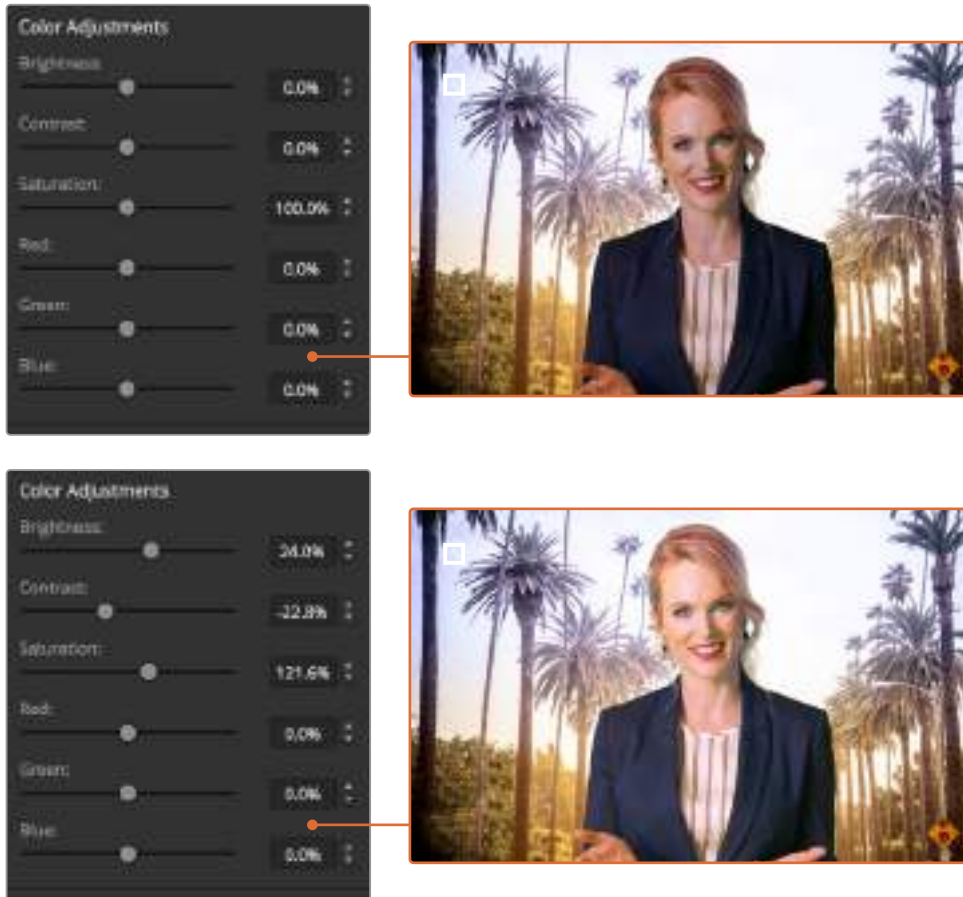 Color Adjustments
Brightness:
0.0%
Contrast:
0.0%
Saturation:
100.0%
Red:
0.0%
Green:
0.0%
Blue:
0.0%
Color Adjustments
Brightness:
24.0%
Contrast:
-22.8%
Saturation:
121.6%
Red:
0.0%
Green:
0.0%
Blue:
0.0%